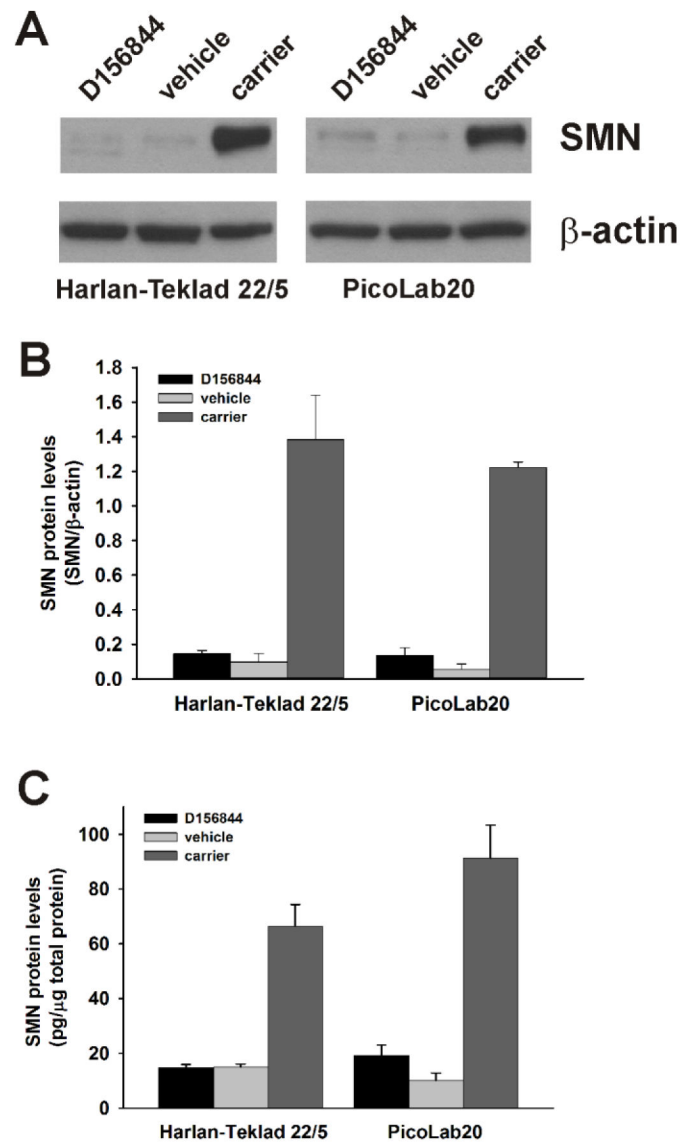 A
D156844 vehicle carrier D156844 vehicle carrier
SMN
β-actin
Harlan-Teklad 22/5 PicoLab20
B
SMN protein levels
(SMN/β-actin)
1.8
1.6
1.4
1.2
1.0
0.8
0.6
0.4
0.2
0.0
D156844
vehicle
carrier
Harlan-Teklad 22/5 PicoLab20
C
SMN protein levels
(pg/μg total protein)
100
80
60
40
20
0
D156844
vehicle
carrier
Harlan-Teklad 22/5 PicoLab20